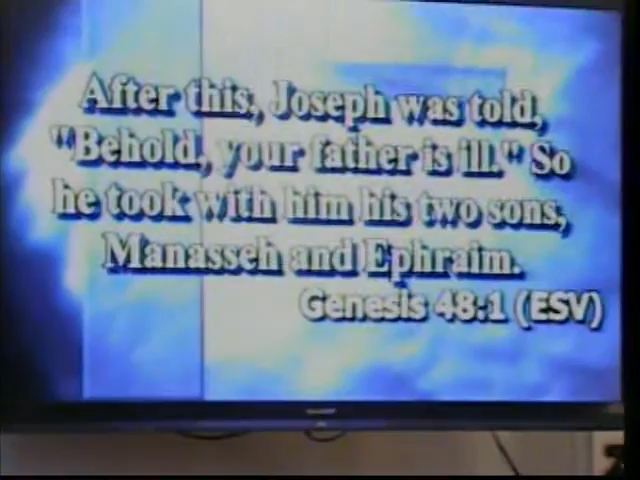 After this, Joseph was told,
"Behold, your father is ill." So
he took with him his two sons,
Manasseh and Ephraim.
Genesis 48:1 (ESV)
SHARP